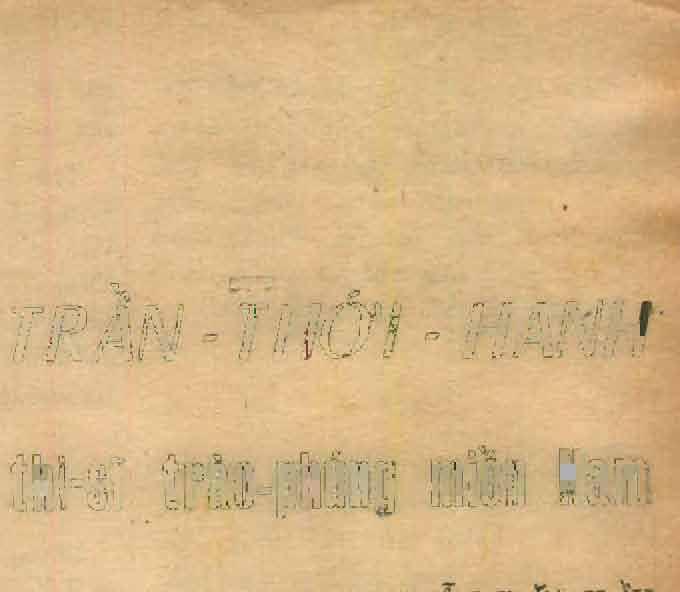 TRẦN - THỚI - HANH
thi-sĩ trào-phúng miền Nam